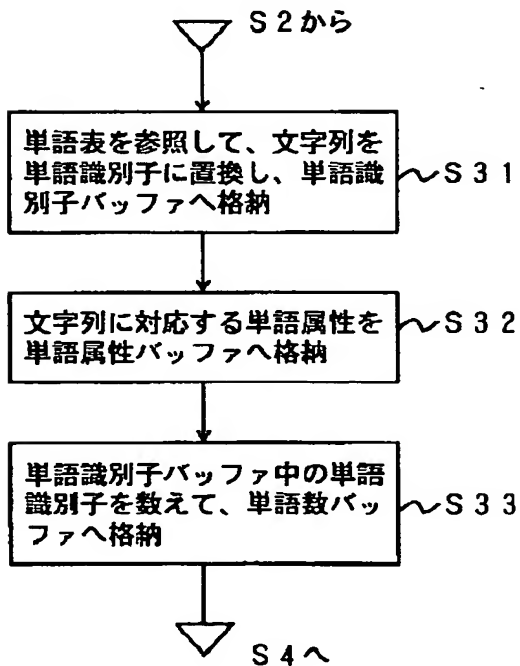 S2から
単語表を参照して、文字列を
単語識別子に置換し、単語識
別子バッファへ格納
S31
文字列に対応する単語属性を
単語属性バッファへ格納
S32
単語識別子バッファ中の単語
識別子を数えて、単語数バッ
ファへ格納
S33
S4へ